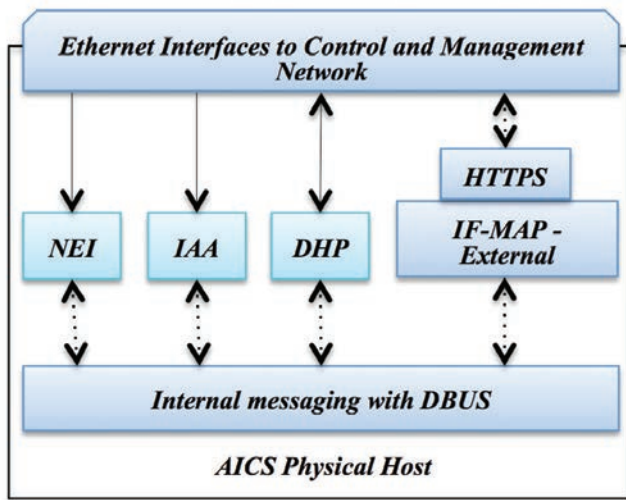 Ethernet Interfaces to Control and Management
Network
HTTPS
NEI
IAA
DHP
IF-MAP -
External
Internal messaging with DBUS
AICS Physical Host